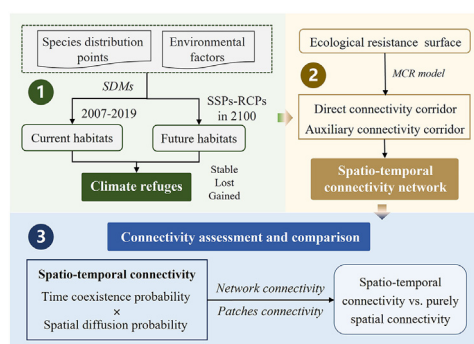 Species distribution
points
Environmental
factors
1
SDMs
2007-2019
SSPs-RCPs
in 2100
Current habitats
Future habitats
Climate refuges
Stable
Lost
Gained
2
Ecological resistance surface
MCR model
Direct connectivity corridor
Auxiliary connectivity corridor
Spatio-temporal
connectivity network
3
Connectivity assessment and comparison
Spatio-temporal connectivity
Time coexistence probability
×
Spatial diffusion probability
Network connectivity
Patches connectivity
Spatio-temporal
connectivity vs. purely
spatial connectivity